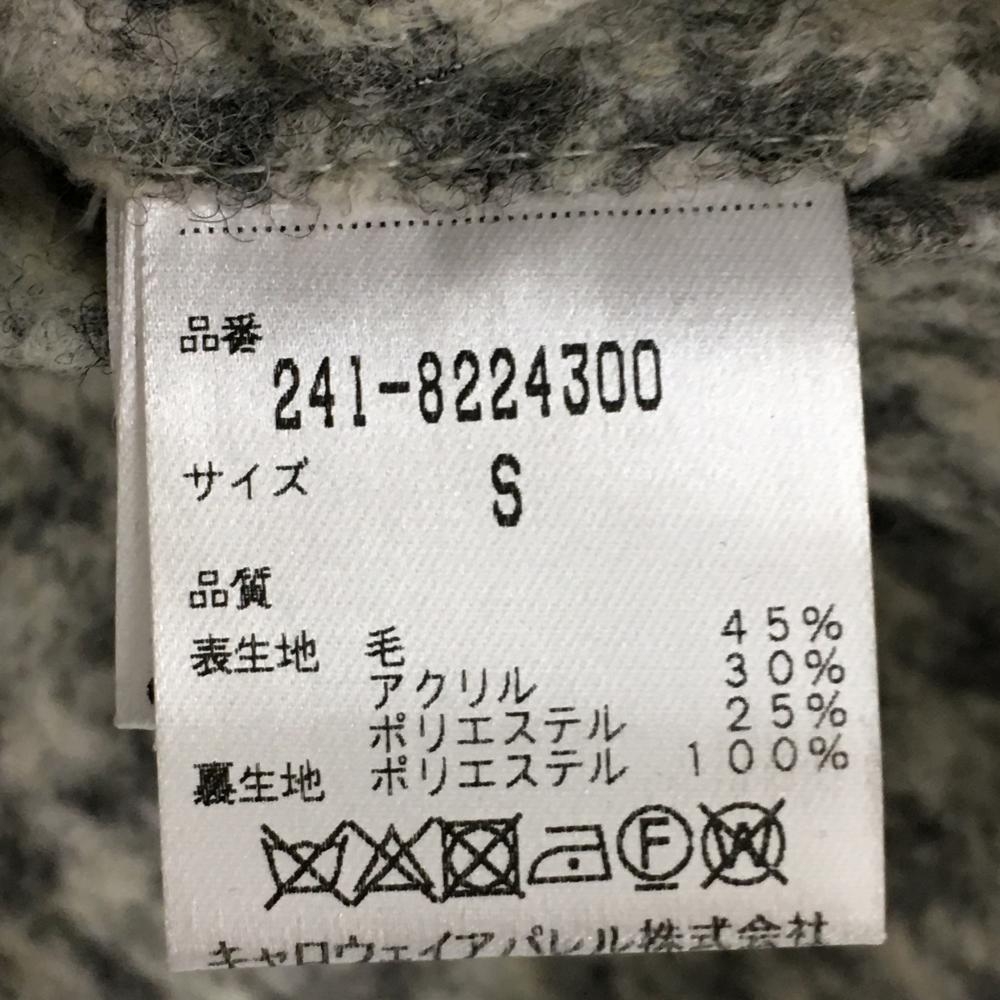 品番
241-8224300
サイズ S
品質
表生地 毛 45%
アクリル 30%
ポリエステル 25%
裏生地 ポリエステル 100%
F W
キャロウェイアパレル株式会社